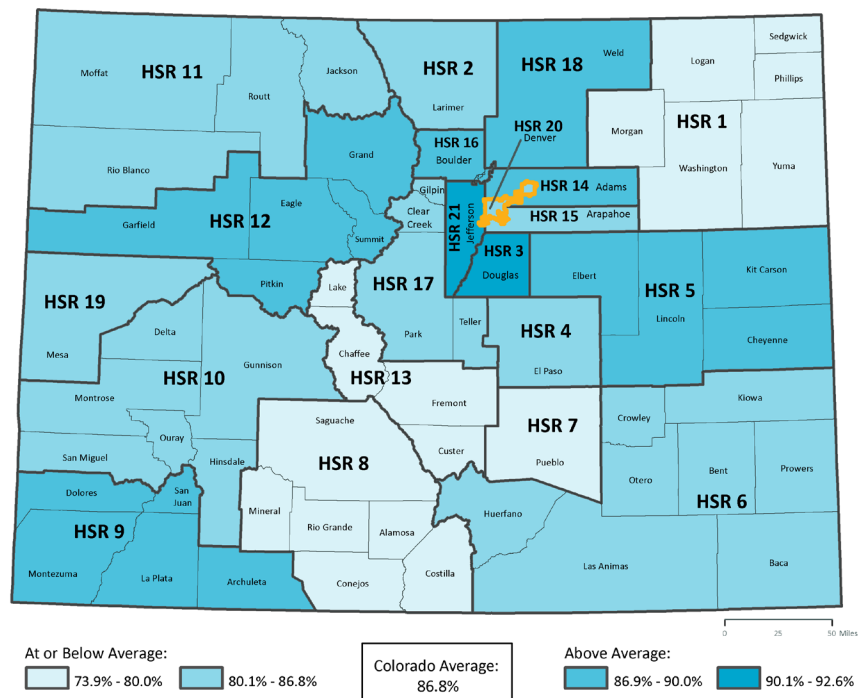 Sedgwick
Weld
Logan
HSR 2
HSR 18
Moffat
HSR 11
Jackson
Phillips
Routt
Larimer
HSR 1
HSR 20
Denver
Morgan
HSR 16
Boulder
Grand
Rio Blanco
Washington
Yuma
Gilpin
HSR 14
Adams
Eagle
Clear
Creek
HSR 21
Jefferson
HSR 15
Arapahoe
Garfield
HSR 12
Summit
HSR 3
Douglas
Elbert
Kit Carson
Pitkin
Lake
HSR 17
HSR 5
Lincoln
HSR 19
Teller
HSR 4
Delta
Park
Cheyenne
Mesa
Chaffee
Gunnison
HSR 10
HSR 13
El Paso
Montrose
Kiowa
Fremont
Crowley
Saguache
HSR 7
Ouray
San Miguel
Hinsdale
HSR 8
Custer
Pueblo
Bent
Prowers
Otero
Dolores
San
Juan
HSR 6
Mineral
Huerfano
HSR 9
Rio Grande
Alamosa
Las Animas
Baca
Montezuma
La Plata
Archuleta
Conejos
Costilla
0 25 50 Miles
At or Below Average:
73.9% - 80.0%
80.1% - 86.8%
Colorado Average:
86.8%
Above Average:
86.9% - 90.0%
90.1% - 92.6%